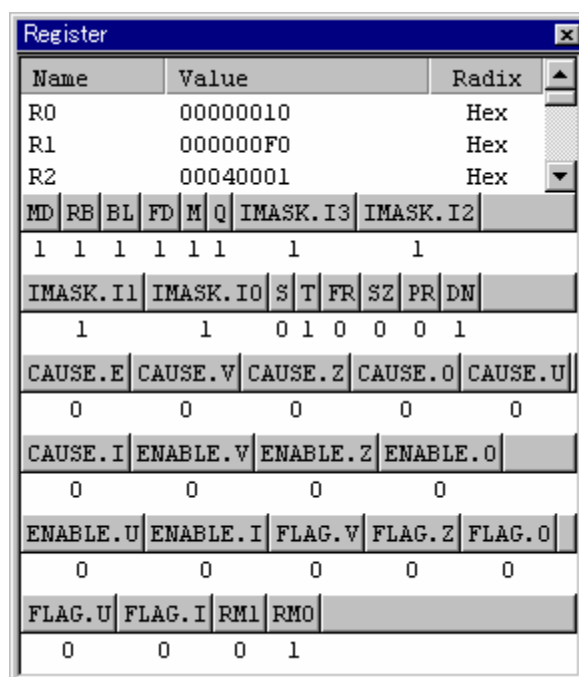 Register
Name Value Radix
R0 00000010 Hex
R1 000000F0 Hex
R2 00040001 Hex
MD RB BL FD M Q IMASK.I3 IMASK.I2
1 1 1 1 1 1 1 1
IMASK.I1 IMASK.I0 S T FR SZ PR DN
1 1 0 1 0 0 0 1
CAUSE.E CAUSE.V CAUSE.Z CAUSE.O CAUSE.U
0 0 0 0 0
CAUSE.I ENABLE.V ENABLE.Z ENABLE.O
0 0 0 0
ENABLE.U ENABLE.I FLAG.V FLAG.Z FLAG.O
0 0 0 0 0
FLAG.U FLAG.I RM1 RM0
0 0 0 1